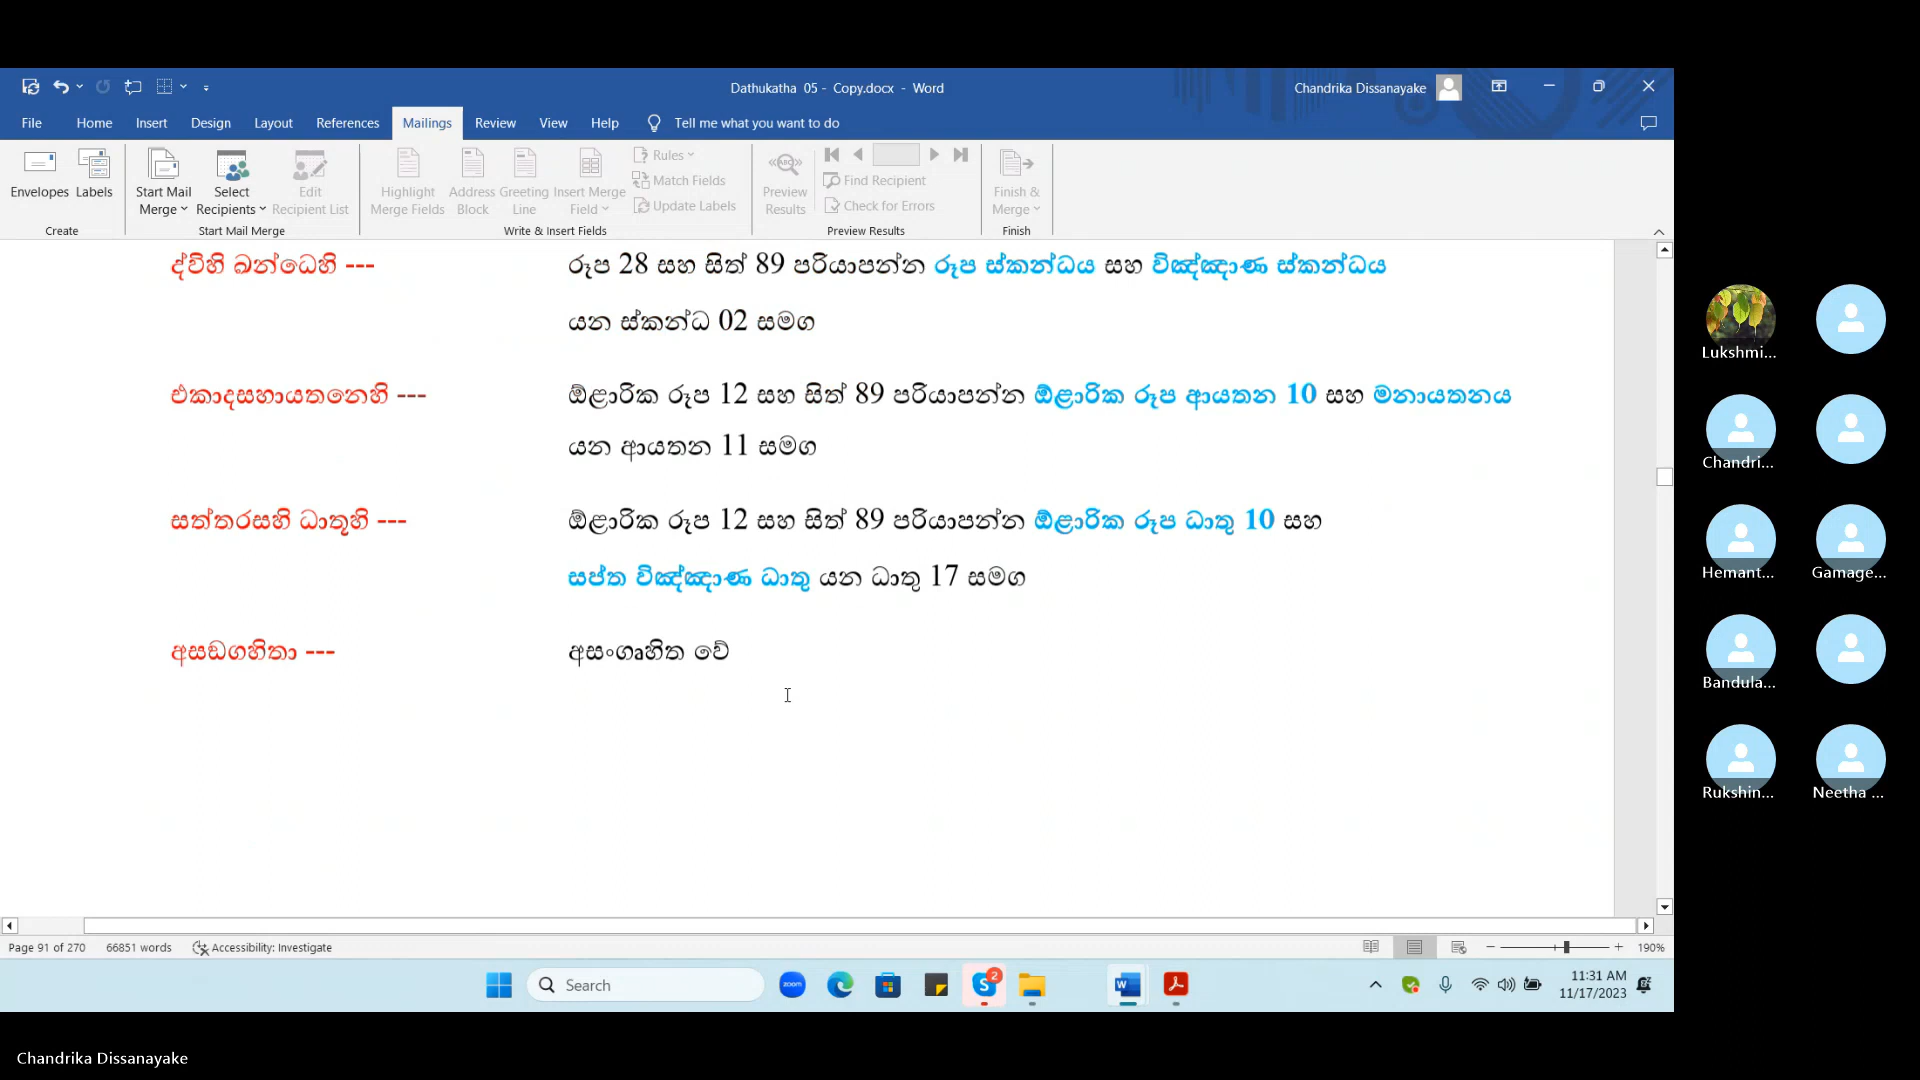 Dathukatha 05 - Copy.docx - Word
Chandrika Dissanayake
File Home Insert Design Layout References Mailings Review View Help Tell me what you want to do
Envelopes Labels
Start Mail Merge
Select Recipients
Edit Recipient List
Highlight Merge Fields
Address Block
Greeting Line
Insert Merge Field
Rules
Match Fields
Update Labels
Preview Results
Find Recipient
Check for Errors
Finish & Merge
Create Start Mail Merge Write & Insert Fields Preview Results Finish
ද්විහි ඛන්ධෙහි --- රූප 28 සහ සිත් 89 පරියාපන්න රූප ස්කන්ධය සහ විඤ්ඤාණ ස්කන්ධය
යන ස්කන්ධ 02 සමග
එකාදසහායතනෙහි --- ඕළාරික රූප 12 සහ සිත් 89 පරියාපන්න ඕළාරික රූප ආයතන 10 සහ මනායතනය
යන ආයතන 11 සමග
සත්තරසහි ධාතූහි --- ඕළාරික රූප 12 සහ සිත් 89 පරියාපන්න ඕළාරික රූප ධාතු 10 සහ
සප්ත විඤ්ඤාණ ධාතු යන ධාතු 17 සමග
අසඞගහිතා --- අසංගෘහිත වේ
Page 91 of 270 66851 words Accessibility: Investigate 190%
Search
zoom
2
11:31 AM
11/17/2023
Lukshmi...
Chandri...
Hemant... Gamage...
Bandula...
Rukshin... Neetha ...
Chandrika Dissanayake